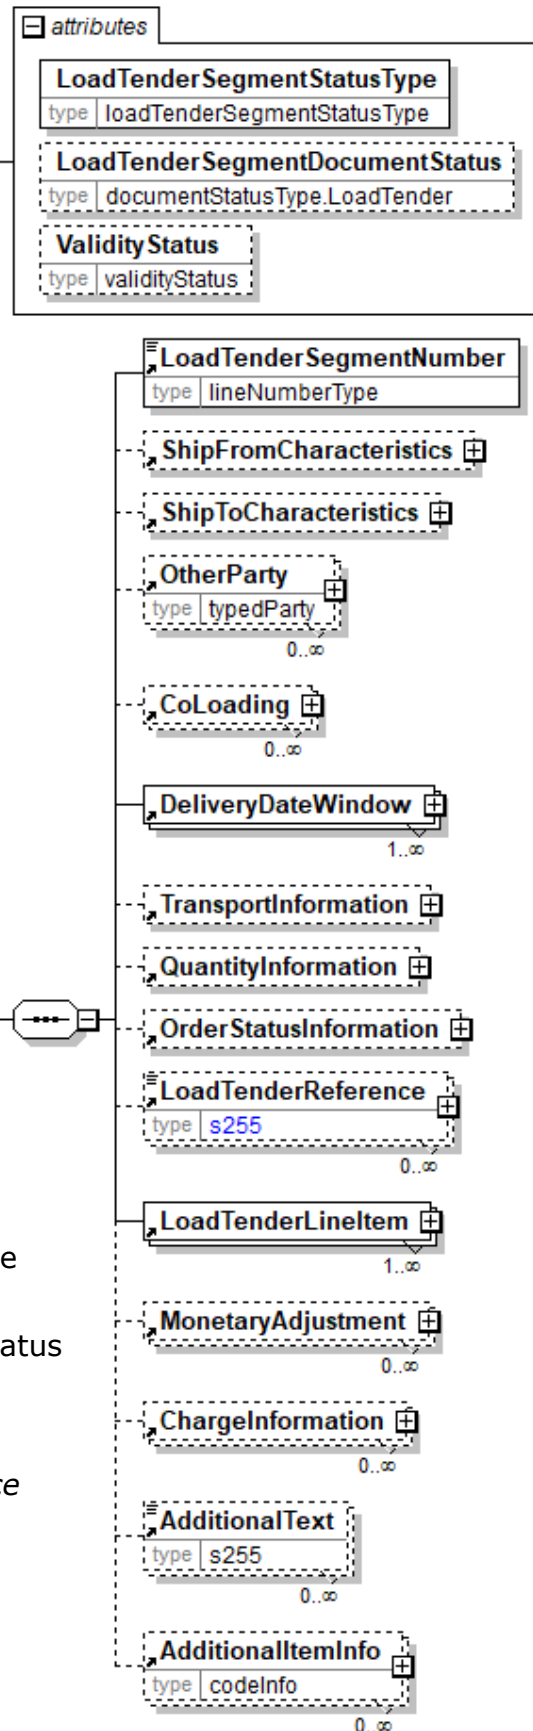 attributes
LoadTenderSegmentStatusType
type loadTenderSegmentStatusType
LoadTenderSegmentDocumentStatus
type documentStatusType.LoadTender
ValidityStatus
type validityStatus
LoadTenderSegmentNumber
type lineNumberType
ShipFromCharacteristics
ShipToCharacteristics
OtherParty
type typedParty
0..∞
CoLoading
0..∞
DeliveryDateWindow
1..∞
TransportInformation
QuantityInformation
OrderStatusInformation
LoadTenderReference
type s255
0..∞
LoadTenderLineItem
e
1..∞
MonetaryAdjustment
atus
0..∞
ChargeInformation
0..∞
ce
AdditionalText
type s255
0..∞
AdditionalItemInfo
type codeInfo
0..∞